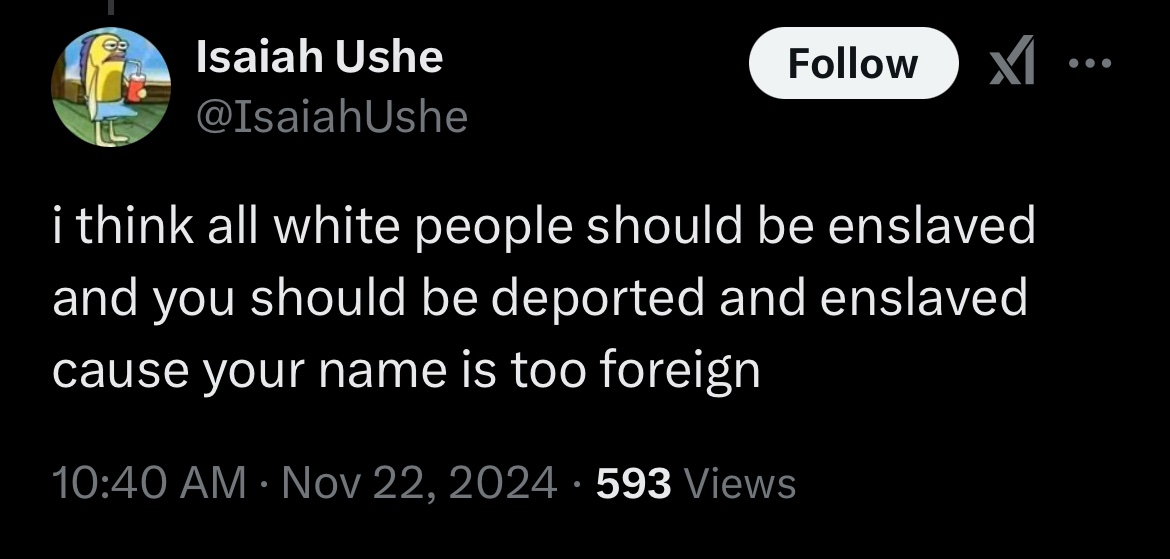 Isaiah Ushe
Follow
@IsaiahUshe
i think all white people should be enslaved
and you should be deported and enslaved
cause your name is too foreign
10:40 AM · Nov 22, 2024 · 593 Views